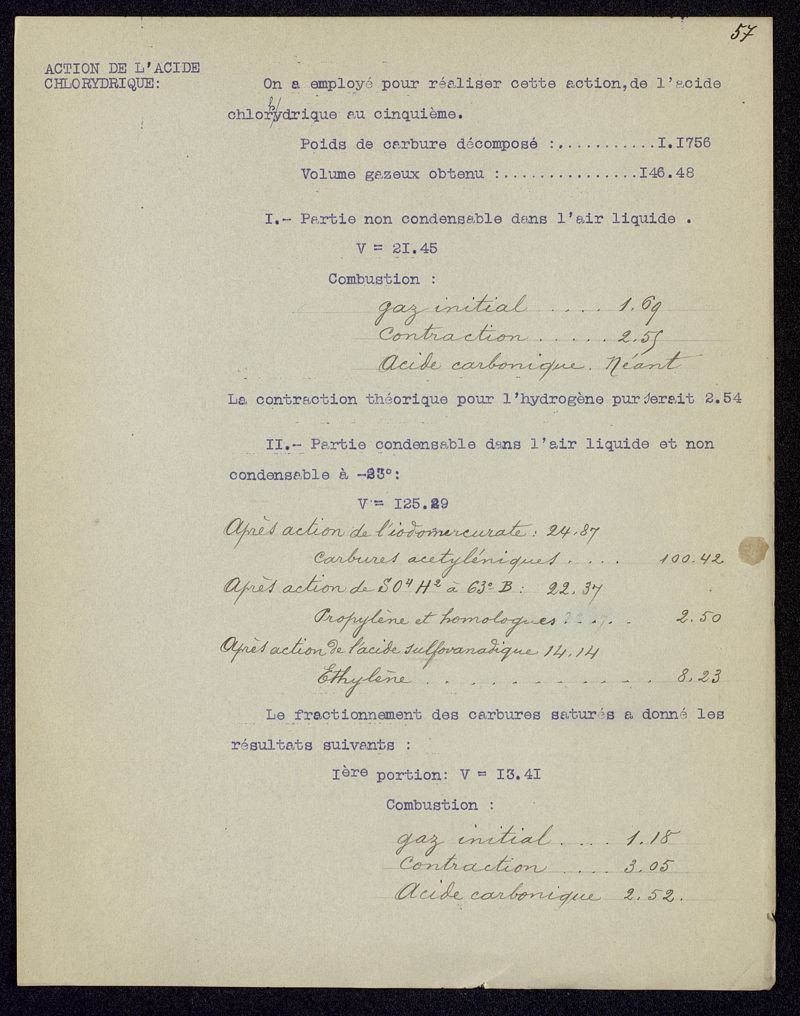 57
ACTION DE L'ACIDE
CHLORYDRIQUE:
On a employé pour réaliser cette action,de l'acide
chlorhydrique au cinquième.
Poids de carbure décomposé :............I.I756
Volume gazeux obtenu :................I46.48
I.- Partie non condensable dans l'air liquide .
V = 2I.45
Combustion :
gaz initial . . . . 1.69
Contraction . . . . . 2.55
Acide carbonique . Néant
La contraction théorique pour l'hydrogène pur serait 2.54
II.- Partie condensable dans l'air liquide et non
condensable à -23°:
V = I25.29
Après action de l'iodomercurate : 24.87
Carbures acetyléniques . . . . 100.42
Après action de SO⁴H² à 63° B : 22.37
Propylène et homologues . . . . . 2.50
Après action de l'acide sulfovanadique 14.14
Ethylène . . . . . . . . . . . . 8.23
Le fractionnement des carbures saturés a donné les
résultats suivants :
Ière portion: V = I3.4I
Combustion :
gaz initial . . . . 1.18
Contraction . . . . 3.05
Acide carbonique 2.52.